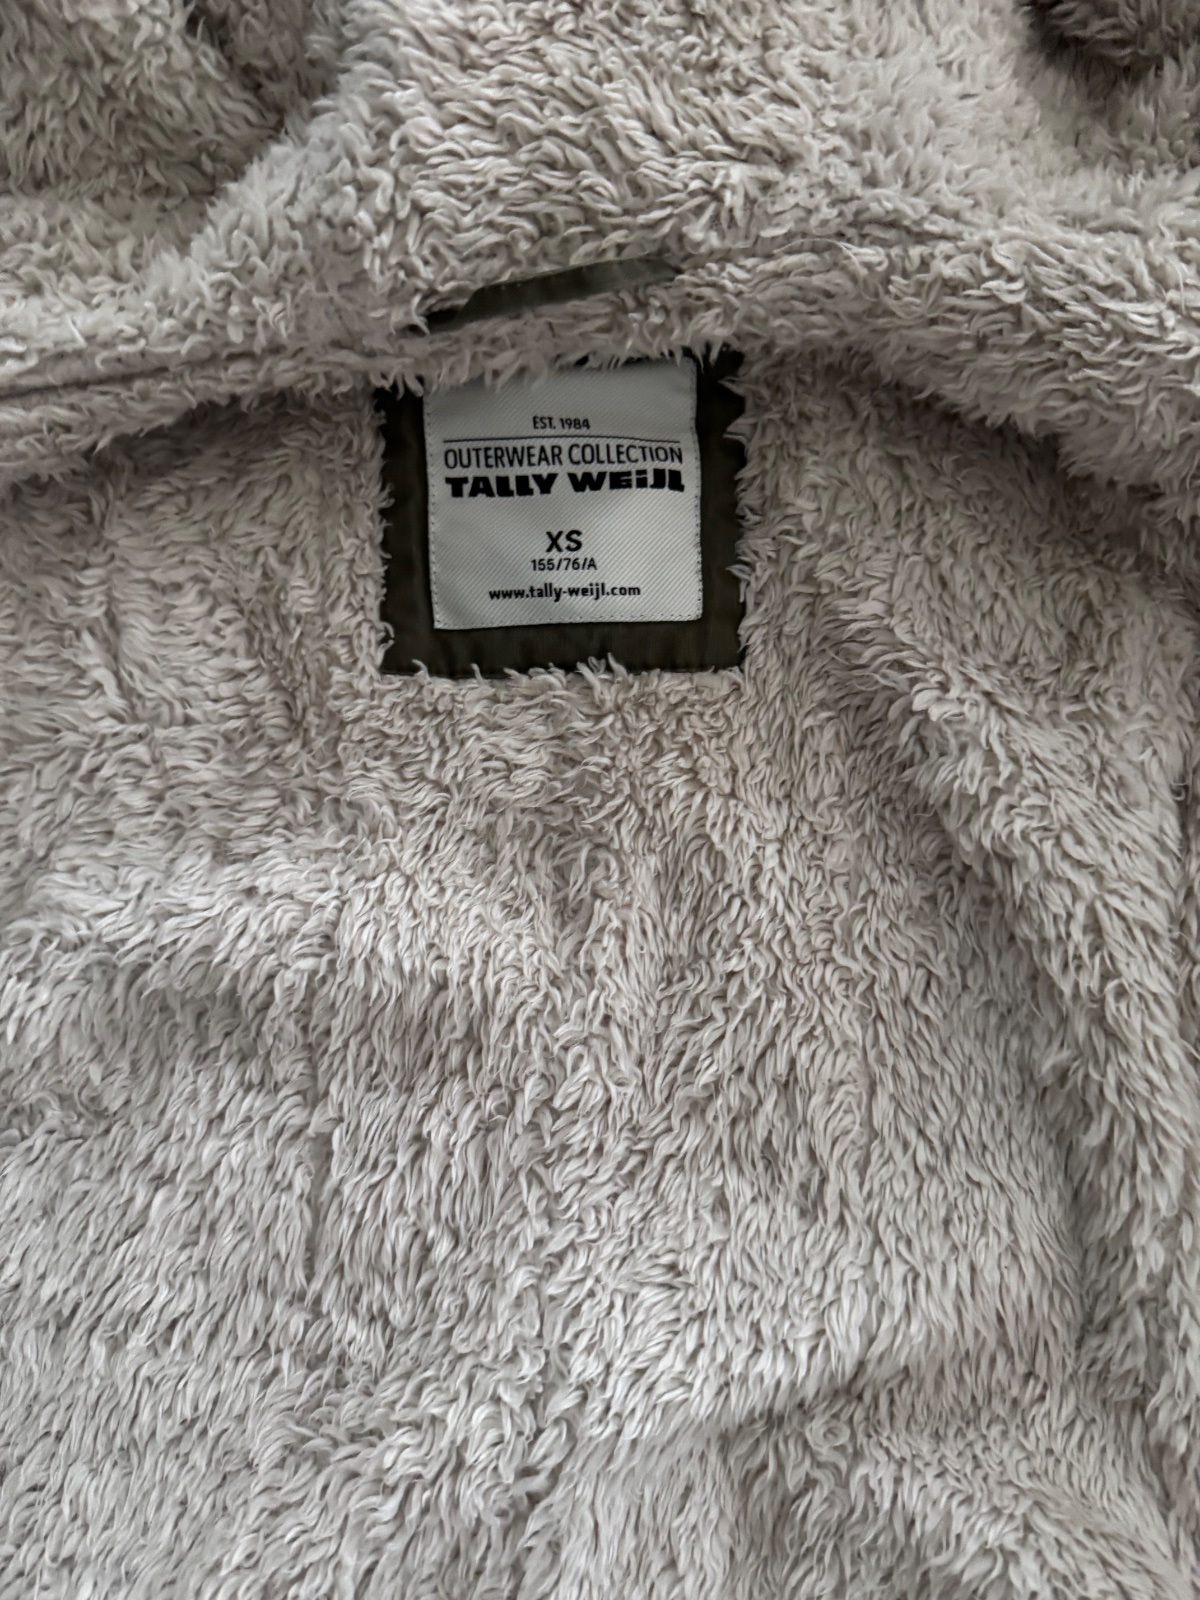 EST. 1984
OUTERWEAR COLLECTION
TALLY WEiJL
XS
155/76/A
www.tally-weijl.com